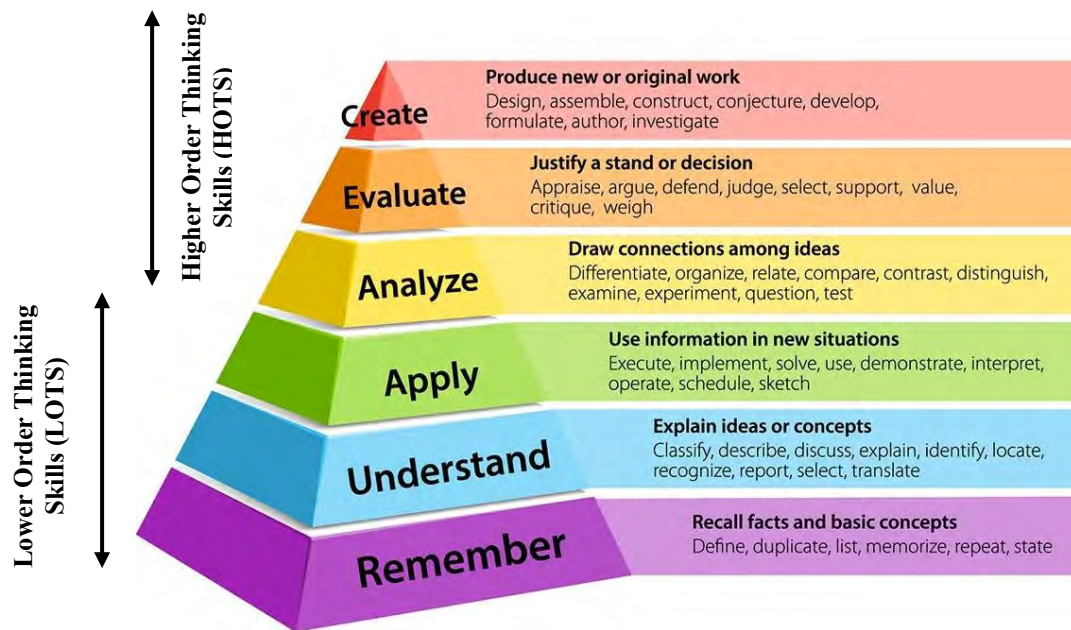 Higher Order Thinking
Skills (HOTS)
Lower Order Thinking
Skills (LOTS)
Create
Produce new or original work
Design, assemble, construct, conjecture, develop,
formulate, author, investigate
Evaluate
Justify a stand or decision
Appraise, argue, defend, judge, select, support, value,
critique, weigh
Analyze
Draw connections among ideas
Differentiate, organize, relate, compare, contrast, distinguish,
examine, experiment, question, test
Apply
Use information in new situations
Execute, implement, solve, use, demonstrate, interpret,
operate, schedule, sketch
Understand
Explain ideas or concepts
Classify, describe, discuss, explain, identify, locate,
recognize, report, select, translate
Remember
Recall facts and basic concepts
Define, duplicate, list, memorize, repeat, state